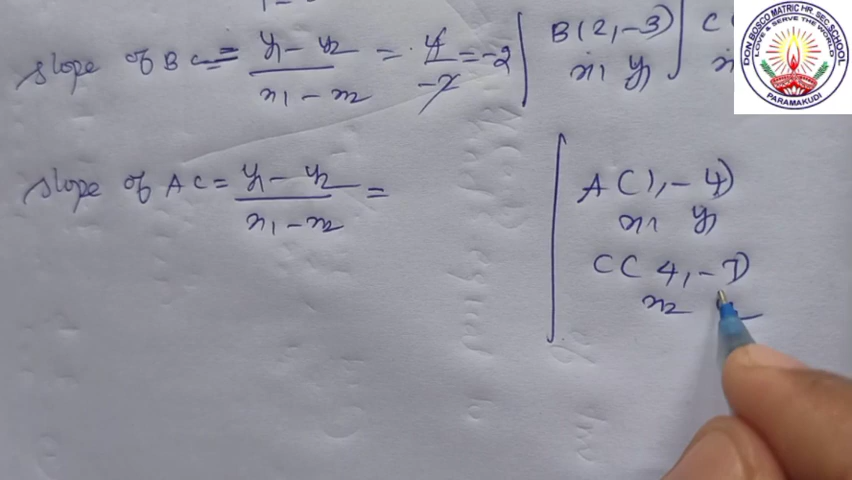 slope of BC = y1 - y2 / x1 - x2 = 4 / -2 = -2 | B(2, -3) | C
x1 y1
slope of AC = y1 - y2 / x1 - x2 =
A(1, -4)
x1 y1
C(4, -7)
x2
DON BOSCO MATRIC HR. SEC. SCHOOL
LOVE & SERVE THE WORLD
PARAMAKUDI